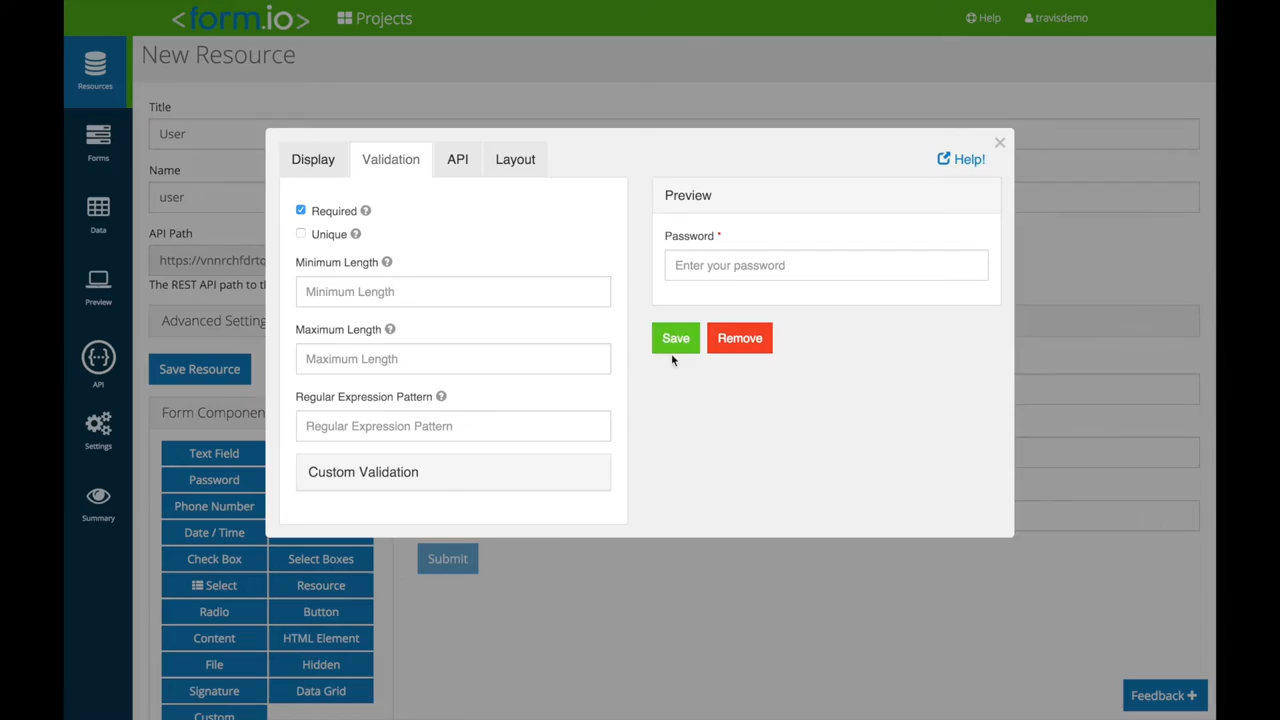 <form.io>
Projects
Help
travisdemo
New Resource
Resources
Forms
Data
Preview
API
Settings
Summary
Title
User
Name
user
API Path
https://vnnrchfdrtq
The REST API path to th
Advanced Setting
Save Resource
Form Componen
Text Field
Password
Phone Number
Date / Time
Check Box
Select Boxes
Select
Resource
Radio
Button
Content
HTML Element
File
Hidden
Signature
Data Grid
Custom
Submit
Display
Validation
API
Layout
Help!
Required
Unique
Minimum Length
Minimum Length
Maximum Length
Maximum Length
Regular Expression Pattern
Regular Expression Pattern
Custom Validation
Preview
Password *
Enter your password
Save
Remove
Feedback +